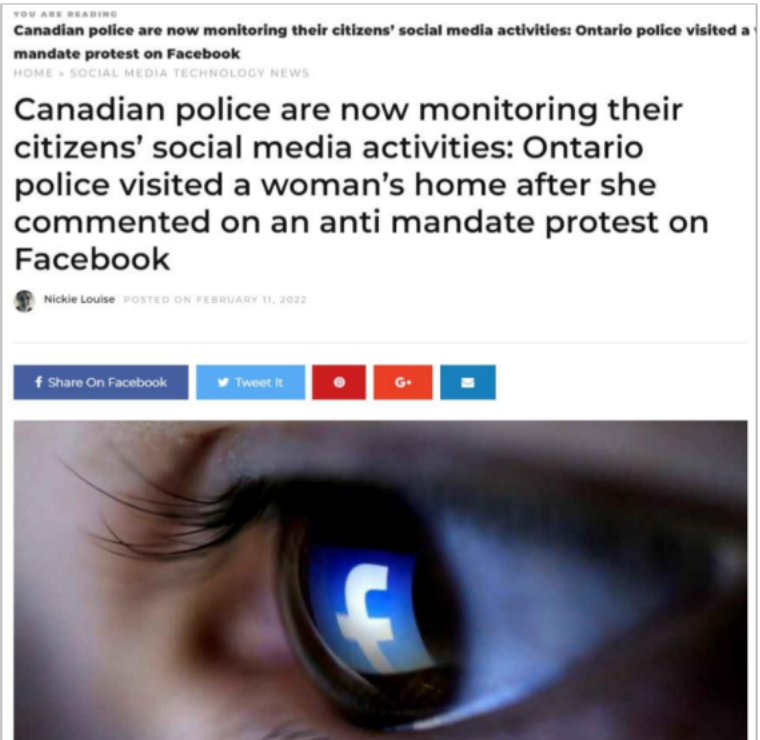 YOU ARE READING
Canadian police are now monitoring their citizens' social media activities: Ontario police visited a
mandate protest on Facebook
HOME » SOCIAL MEDIA TECHNOLOGY NEWS
Canadian police are now monitoring their
citizens' social media activities: Ontario
police visited a woman's home after she
commented on an anti mandate protest on
Facebook
Nickie Louise POSTED ON FEBRUARY 11, 2022
f Share On Facebook Tweet It G+
f